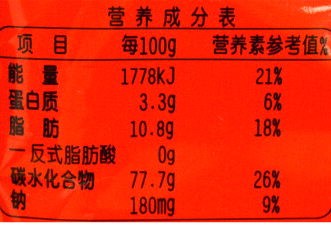 营养成分表
项 目 每100g 营养素参考值%
能 量 1778kJ 21%
蛋白质 3.3g 6%
脂 肪 10.8g 18%
一反式脂肪酸 0g
碳水化合物 77.7g 26%
钠 180mg 9%